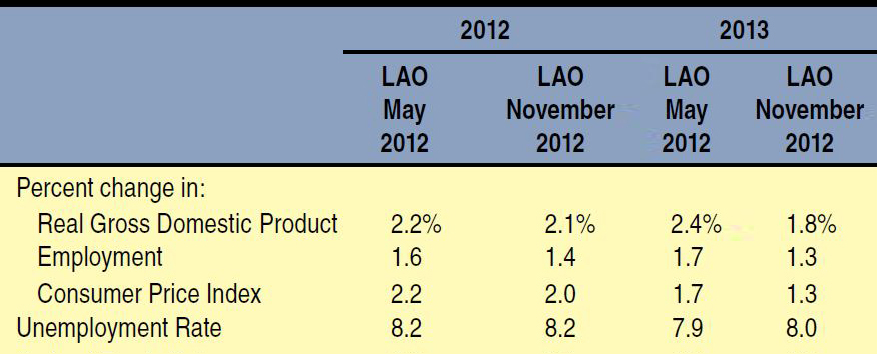 2012 2013
LAO LAO LAO LAO
May November May November
2012 2012 2012 2012
Percent change in:
Real Gross Domestic Product 2.2% 2.1% 2.4% 1.8%
Employment 1.6 1.4 1.7 1.3
Consumer Price Index 2.2 2.0 1.7 1.3
Unemployment Rate 8.2 8.2 7.9 8.0